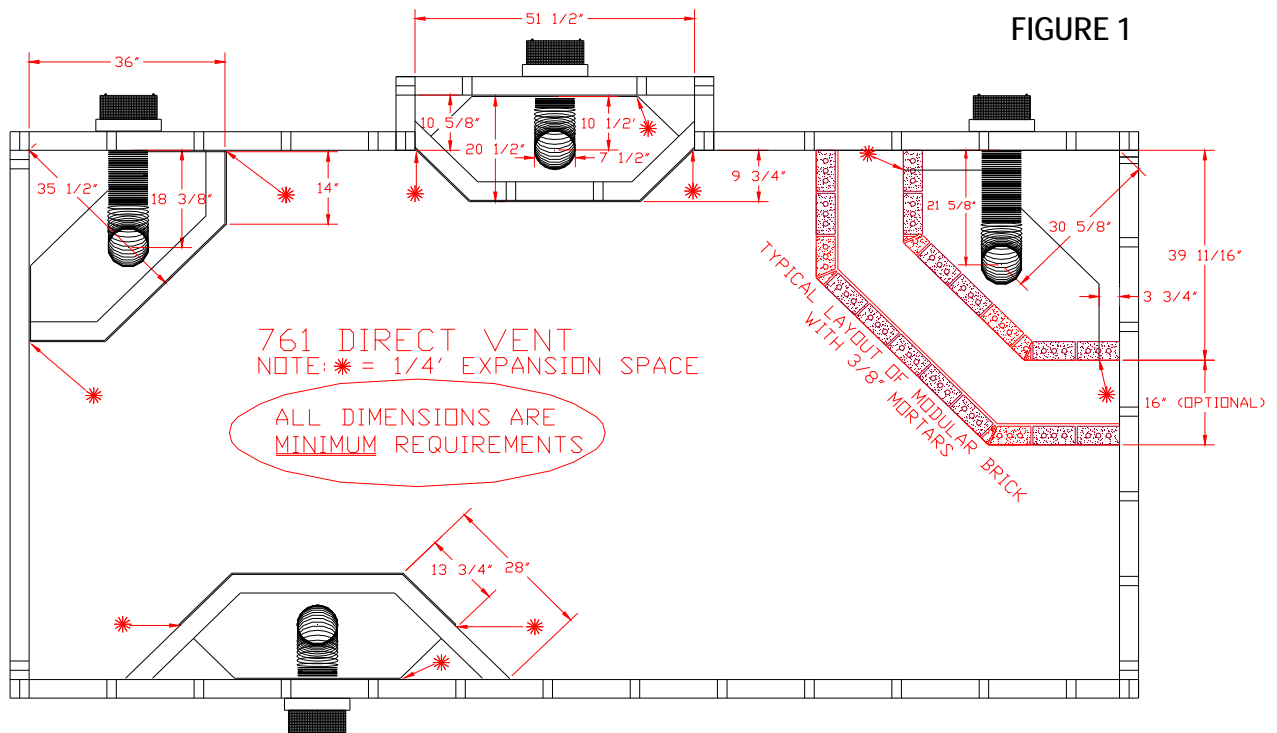 FIGURE 1
51 1/2"
36"
10 5/8"
10 1/2'
20 1/2"
7 1/2"
9 3/4"
35 1/2"
18 3/8"
14"
21 5/8"
30 5/8"
39 11/16"
3 3/4"
16" (OPTIONAL)
TYPICAL LAYOUT OF MODULAR BRICK
WITH 3/8" MORTARS
761 DIRECT VENT
NOTE: ✳ = 1/4' EXPANSION SPACE
ALL DIMENSIONS ARE
MINIMUM REQUIREMENTS
13 3/4"
28"